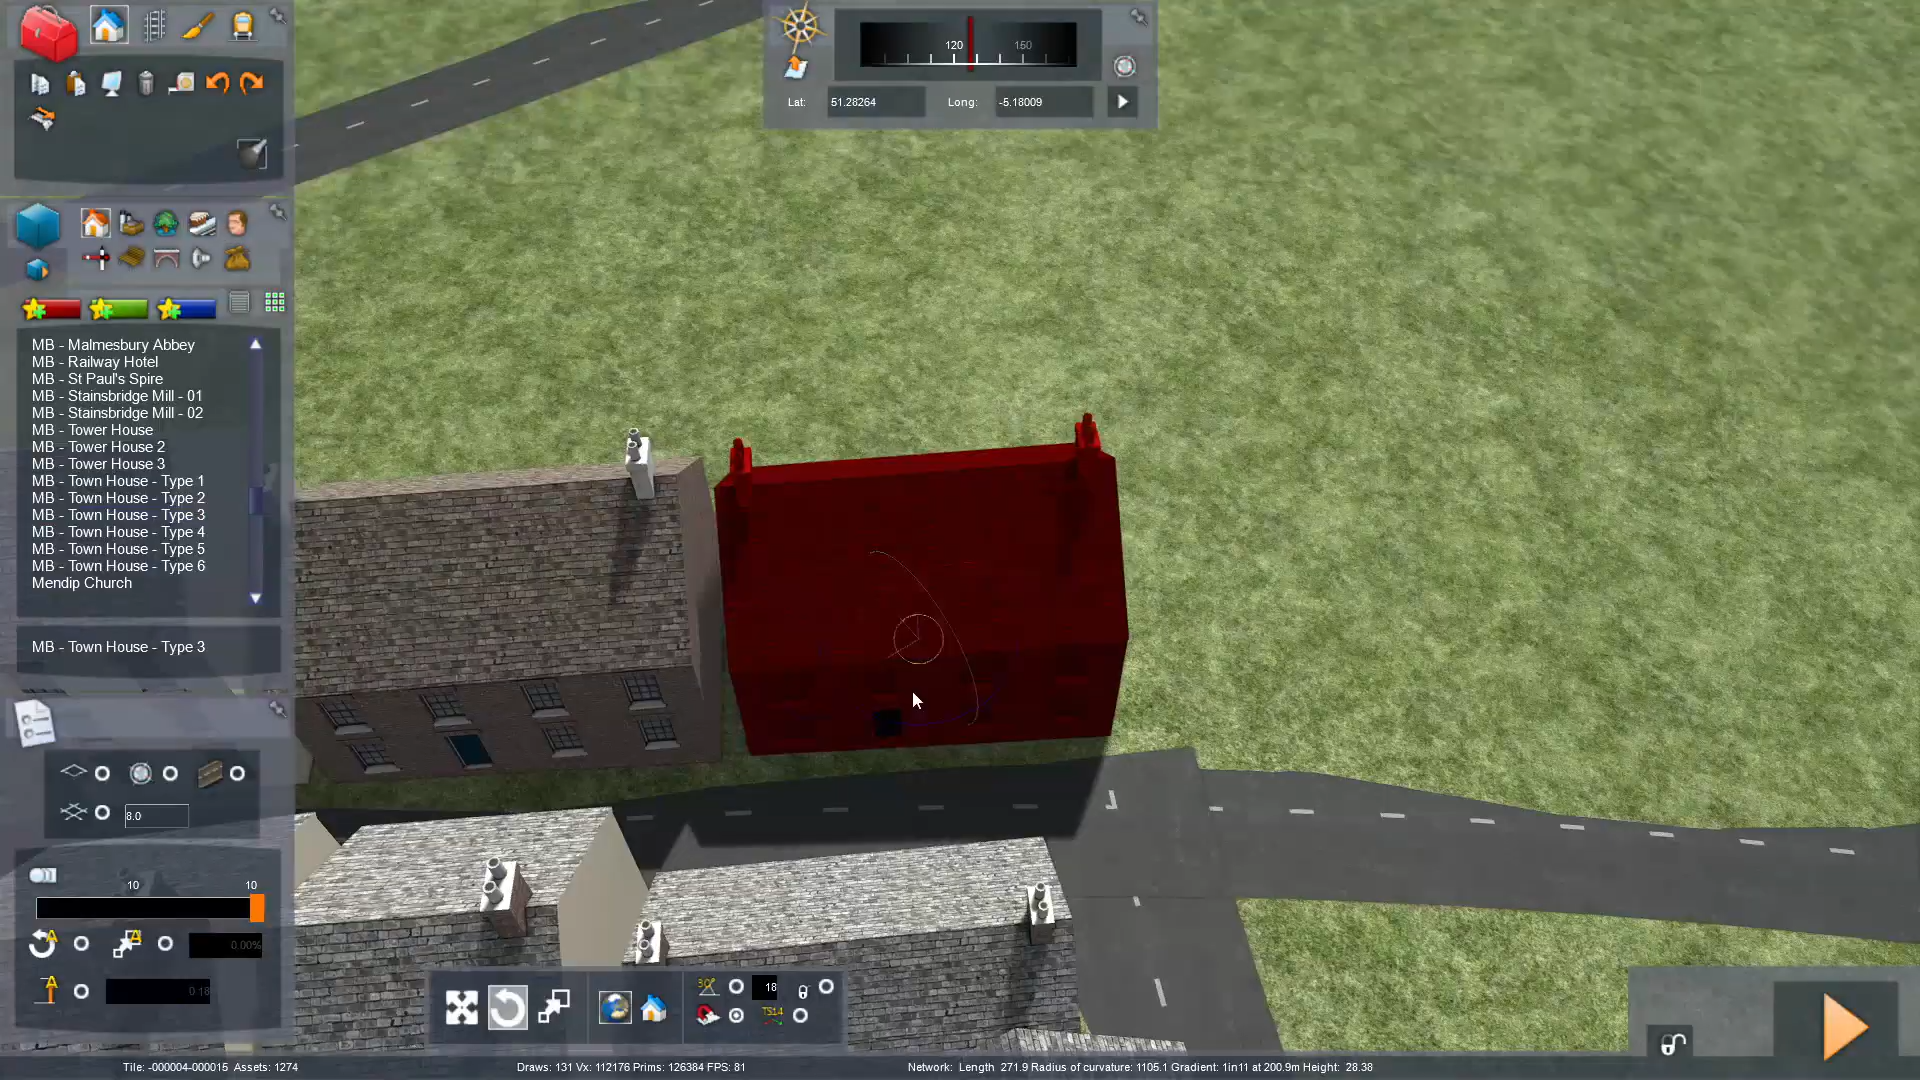 120 150
Lat: 51.28264 Long: -5.18009
MB - Malmesbury Abbey
MB - Railway Hotel
MB - St Paul's Spire
MB - Stainsbridge Mill - 01
MB - Stainsbridge Mill - 02
MB - Tower House
MB - Tower House 2
MB - Tower House 3
MB - Town House - Type 1
MB - Town House - Type 2
MB - Town House - Type 3
MB - Town House - Type 4
MB - Town House - Type 5
MB - Town House - Type 6
Mendip Church
MB - Town House - Type 3
8.0
10 10
A A 0.00%
A 0.18
30° 18
TS14
Tile: -000004-000015 Assets: 1274 Draws: 131 Vx: 112176 Prims: 126384 FPS: 81 Network: Length 271.9 Radius of curvature: 1105.1 Gradient: 1in11 at 200.9m Height: 28.38